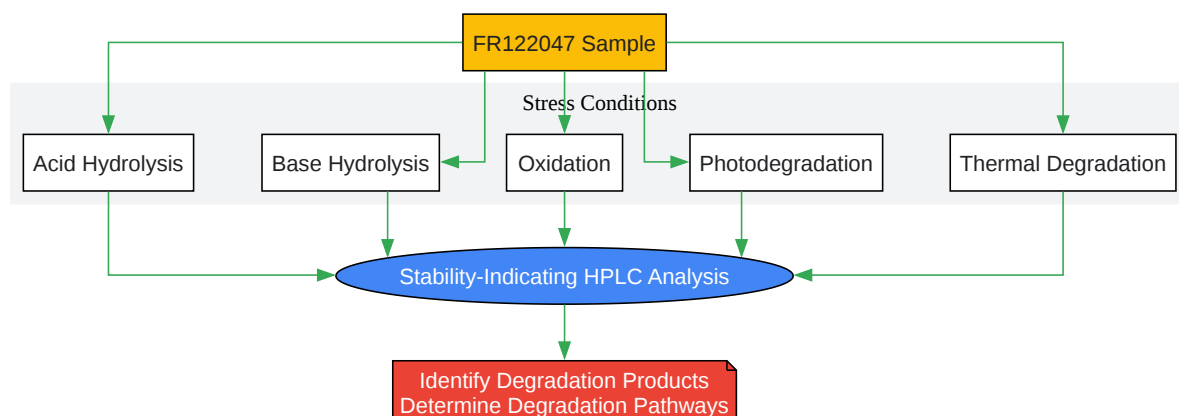 FR122047 Sample
Stress Conditions
Acid Hydrolysis
Base Hydrolysis
Oxidation
Photodegradation
Thermal Degradation
Stability-Indicating HPLC Analysis
Identify Degradation Products
Determine Degradation Pathways